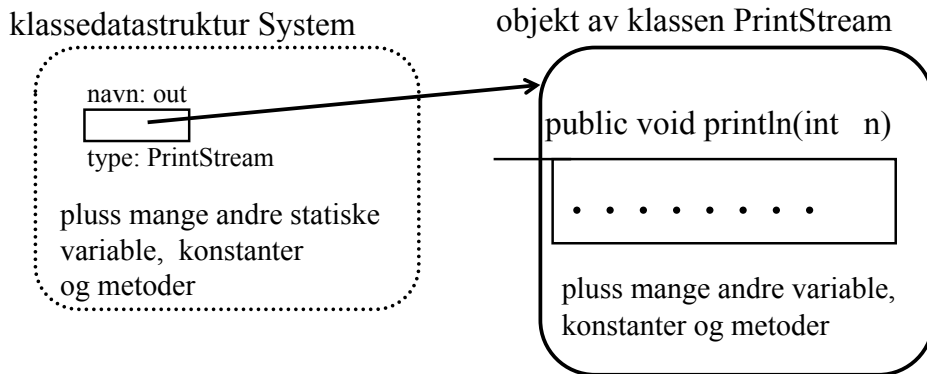 klassedatastruktur System
navn: out
type: PrintStream
pluss mange andre statiske
variable, konstanter
og metoder
objekt av klassen PrintStream
public void println(int n)
. . . . . . . .
pluss mange andre variable,
konstanter og metoder